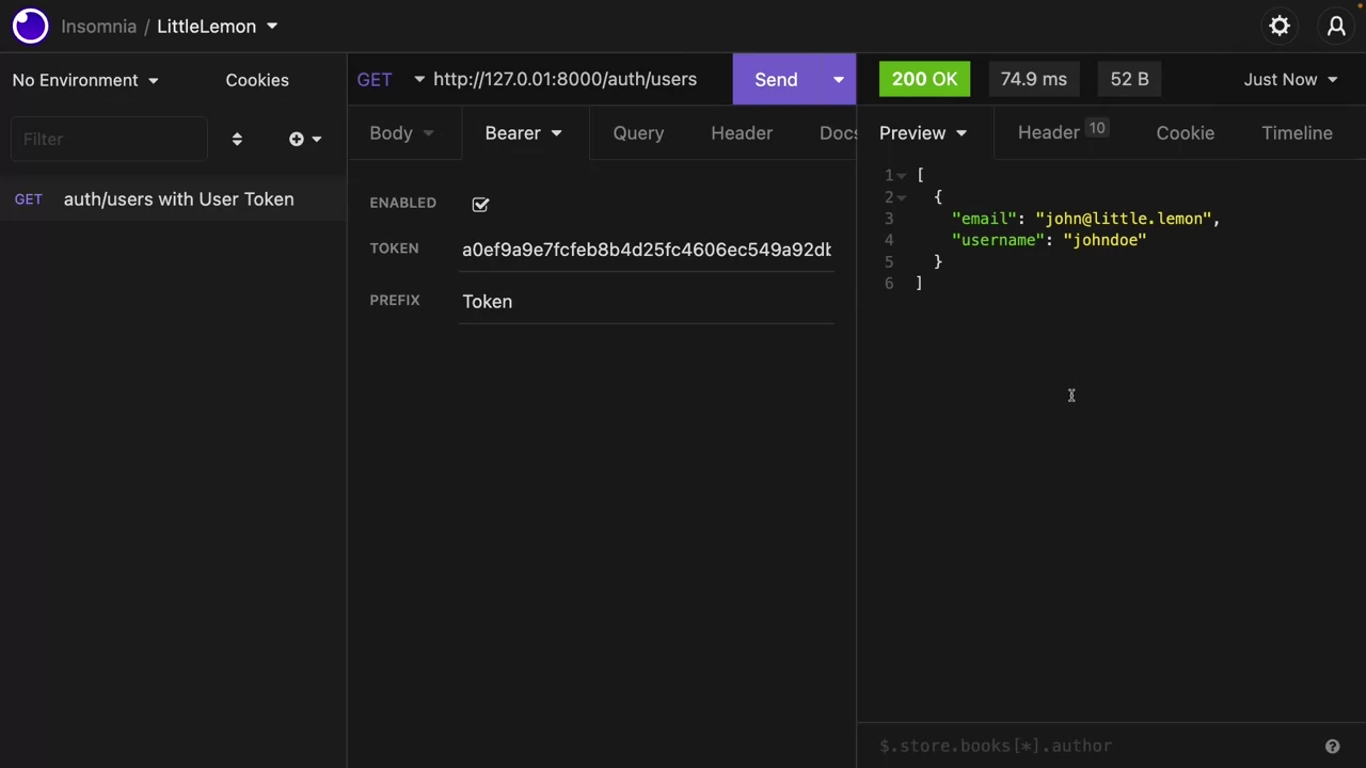 Insomnia / LittleLemon
No Environment
Cookies
GET http://127.0.01:8000/auth/users
Send
200 OK
74.9 ms
52 B
Just Now
Filter
Body
Bearer
Query
Header
Docs
Preview
Header 10
Cookie
Timeline
GET auth/users with User Token
ENABLED
TOKEN a0ef9a9e7fcfeb8b4d25fc4606ec549a92db
PREFIX Token
1 [
2 {
3 "email": "john@little.lemon",
4 "username": "johndoe"
5 }
6 ]
$.store.books[*].author